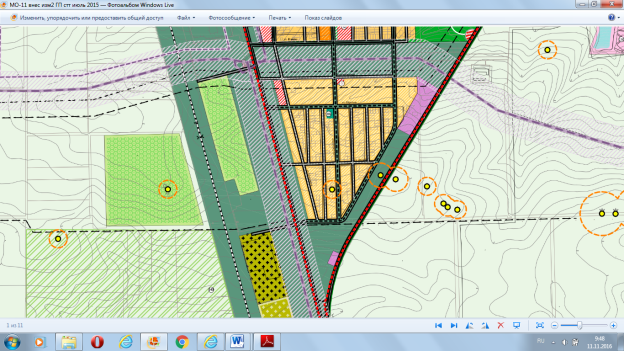 МО-11 внес изм2 ГП стт июль 2015 — Фотоальбом Windows Live
Изменить, упорядочить или предоставить общий доступ Файл Фотосообщение Печать Показ слайдов
1 из 11
RU
9:48
11.11.2016